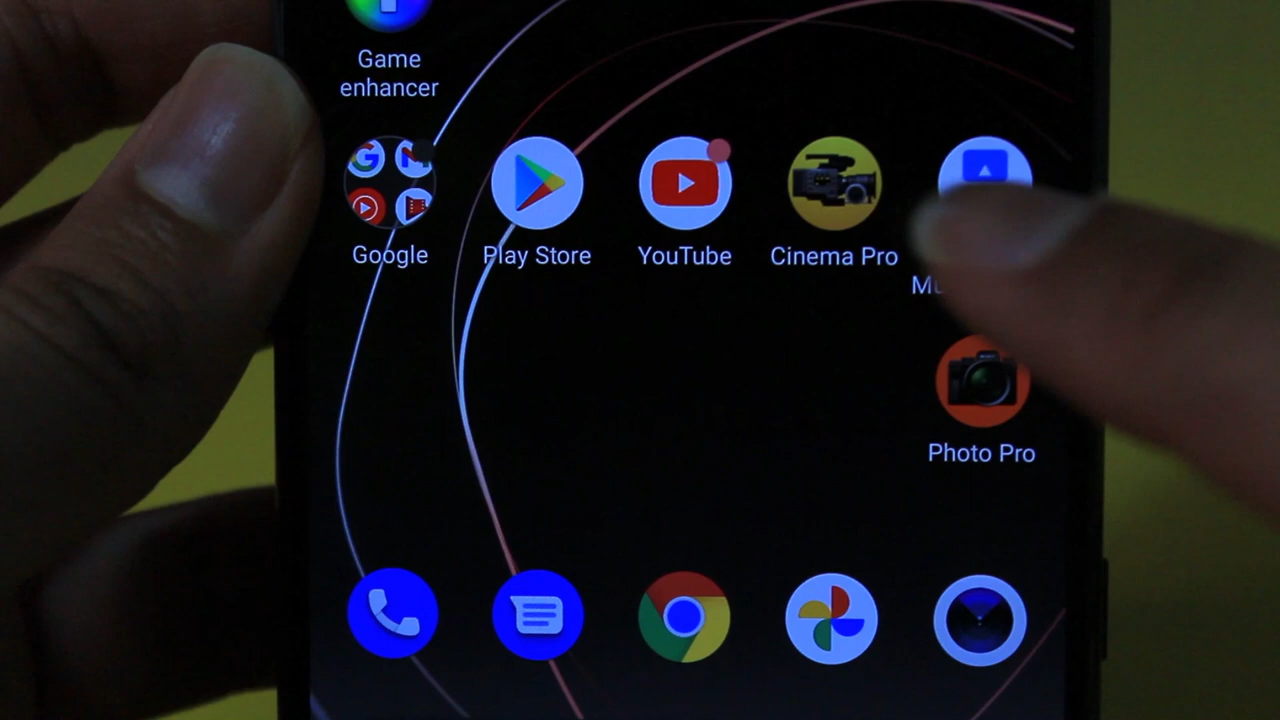 Game
enhancer
Google
Play Store
YouTube
Cinema Pro
Photo Pro